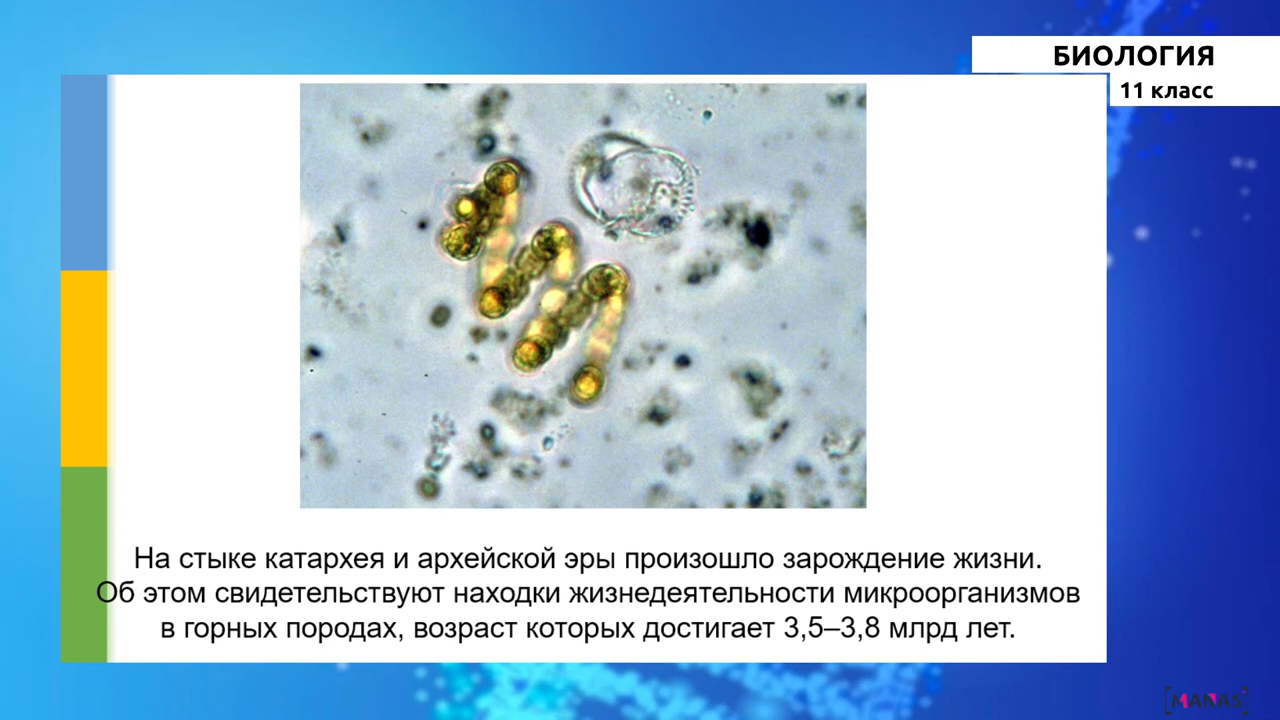 БИОЛОГИЯ
11 класс
На стыке катархея и архейской эры произошло зарождение жизни.
Об этом свидетельствуют находки жизнедеятельности микроорганизмов
в горных породах, возраст которых достигает 3,5–3,8 млрд лет.
MANAS